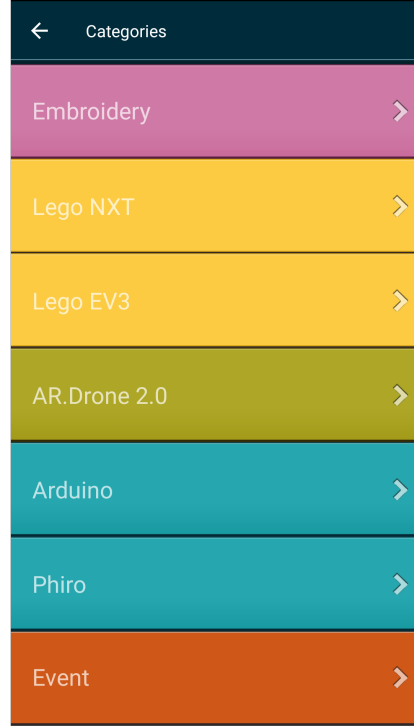 Categories
Embroidery
Lego NXT
Lego EV3
AR.Drone 2.0
Arduino
Phiro
Event